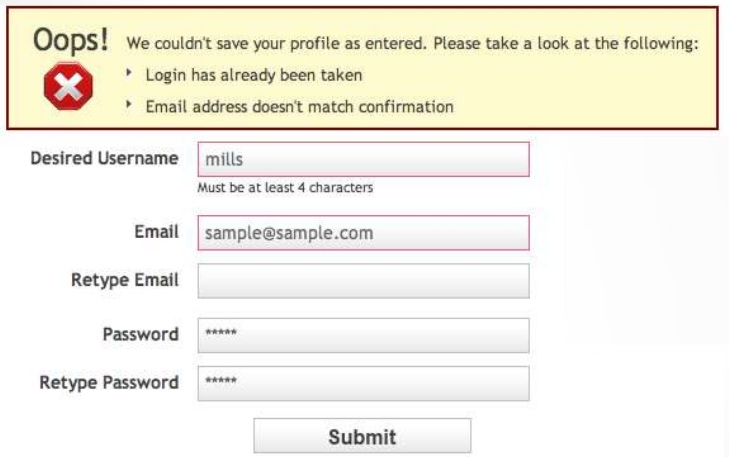 Oops! We couldn't save your profile as entered. Please take a look at the following:
Login has already been taken
Email address doesn't match confirmation
Desired Username mills
Must be at least 4 characters
Email sample@sample.com
Retype Email
Password *****
Retype Password *****
Submit